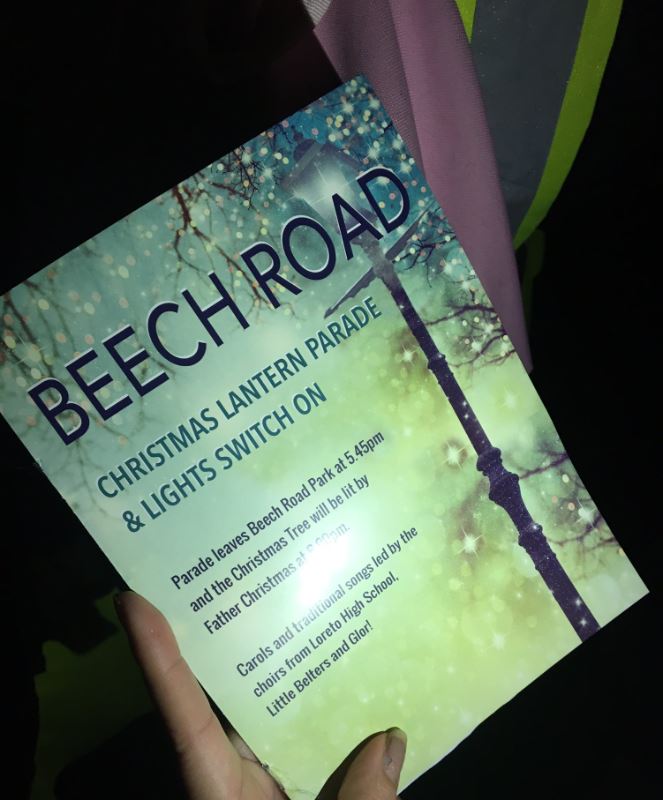 BEECH ROAD
CHRISTMAS LANTERN PARADE
& LIGHTS SWITCH ON
Parade leaves Beech Road Park at 5.45pm
and the Christmas Tree will be lit by
Father Christmas at
Carols and traditional songs led by the
choirs from Loreto High School,
Little Belters and Glor!